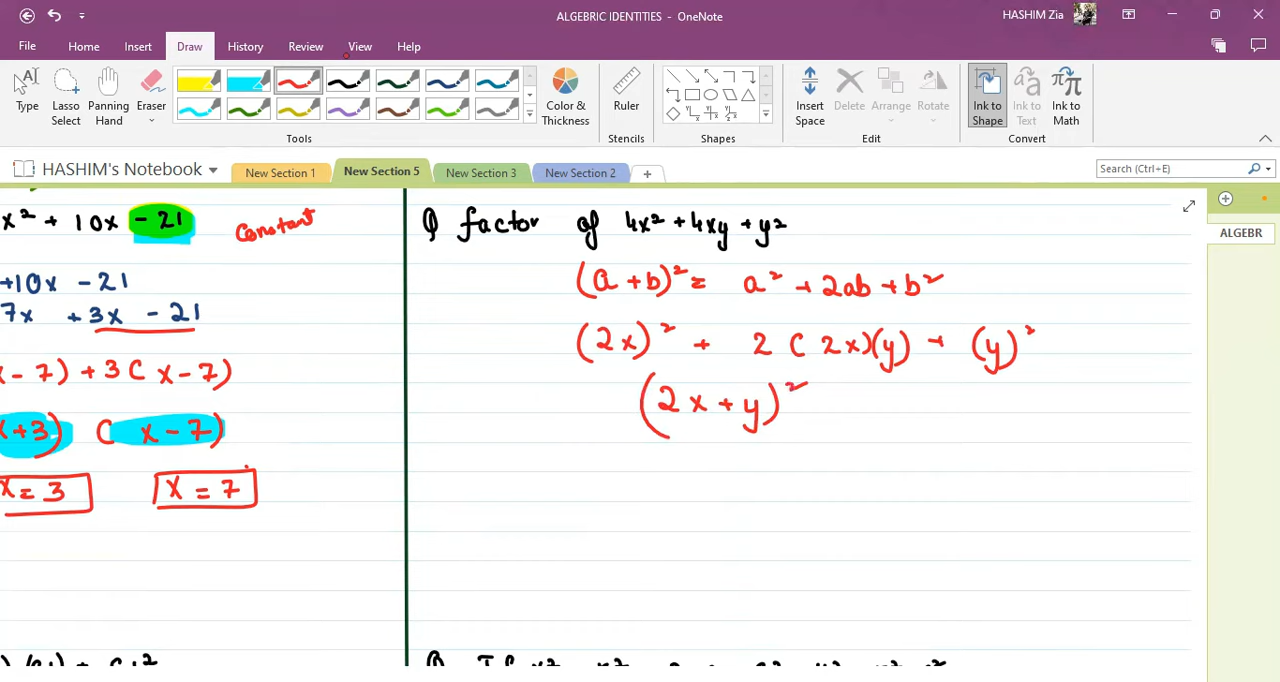 ALGEBRIC IDENTITIES - OneNote
HASHIM Zia
File Home Insert Draw History Review View Help
Type Lasso Select Panning Hand Eraser
Color & Thickness
Ruler
Insert Space Delete Arrange Rotate
Ink to Shape Ink to Text Ink to Math
Tools Stencils Shapes Edit Convert
HASHIM's Notebook New Section 1 New Section 5 New Section 3 New Section 2 +
Search (Ctrl+E)
ALGEBR
x² + 10x - 21 Constant
+10x - 21
7x + 3x - 21
x - 7) + 3( x - 7)
x + 3) ( x - 7)
x = 3 x = 7
Q factor of 4x² + 4xy + y²
(a + b)² = a² + 2ab + b²
(2x)² + 2 ( 2x)(y) + (y)²
(2x + y)²